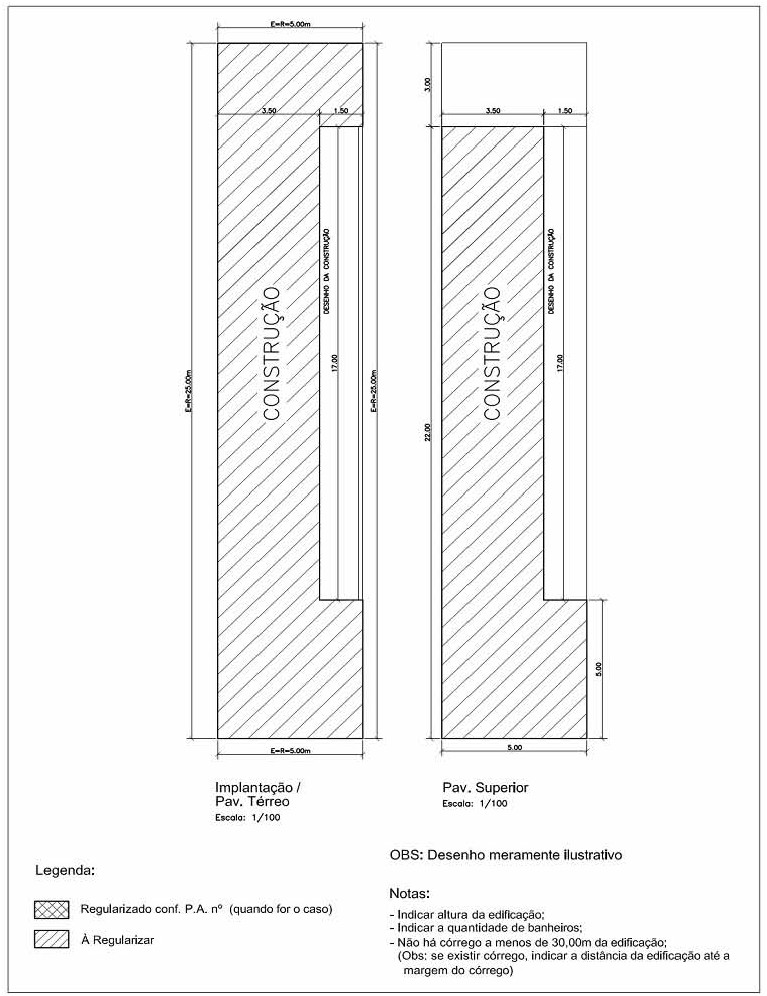 E=R=5.00m
3.50
1.50
DESENHO DA CONSTRUÇÃO
CONSTRUÇÃO
17.00
E=R=25.00m
E=R=25.00m
E=R=5.00m
Implantação /
Pav. Térreo
Escala: 1/100
3.00
3.50
1.50
DESENHO DA CONSTRUÇÃO
CONSTRUÇÃO
17.00
22.00
5.00
5.00
Pav. Superior
Escala: 1/100
Legenda:
Regularizado conf. P.A. nº (quando for o caso)
À Regularizar
OBS: Desenho meramente ilustrativo
Notas:
- Indicar altura da edificação;
- Indicar a quantidade de banheiros;
- Não há córrego a menos de 30,00m da edificação;
(Obs: se existir córrego, indicar a distância da edificação até a
margem do córrego)